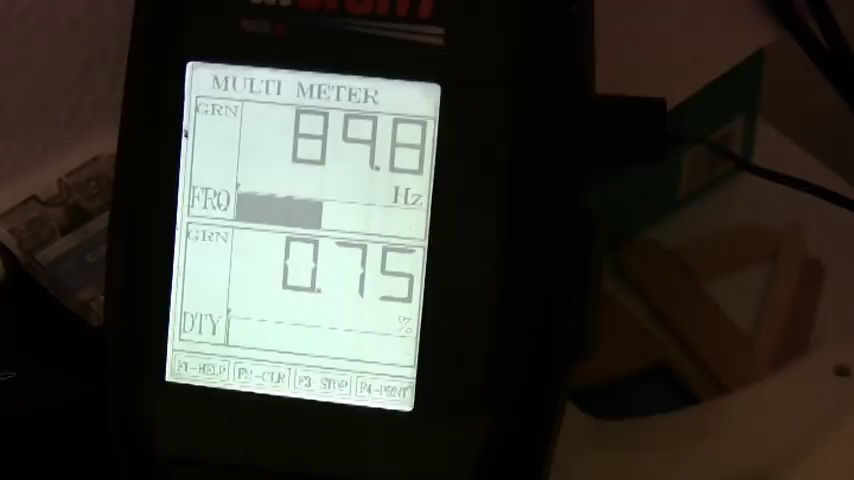 MULTI METER
GRN
89.8
FRQ
Hz
GRN
0.75
DTY
%
F1-HELP F2-CLR F3-STOP F4-PRNT